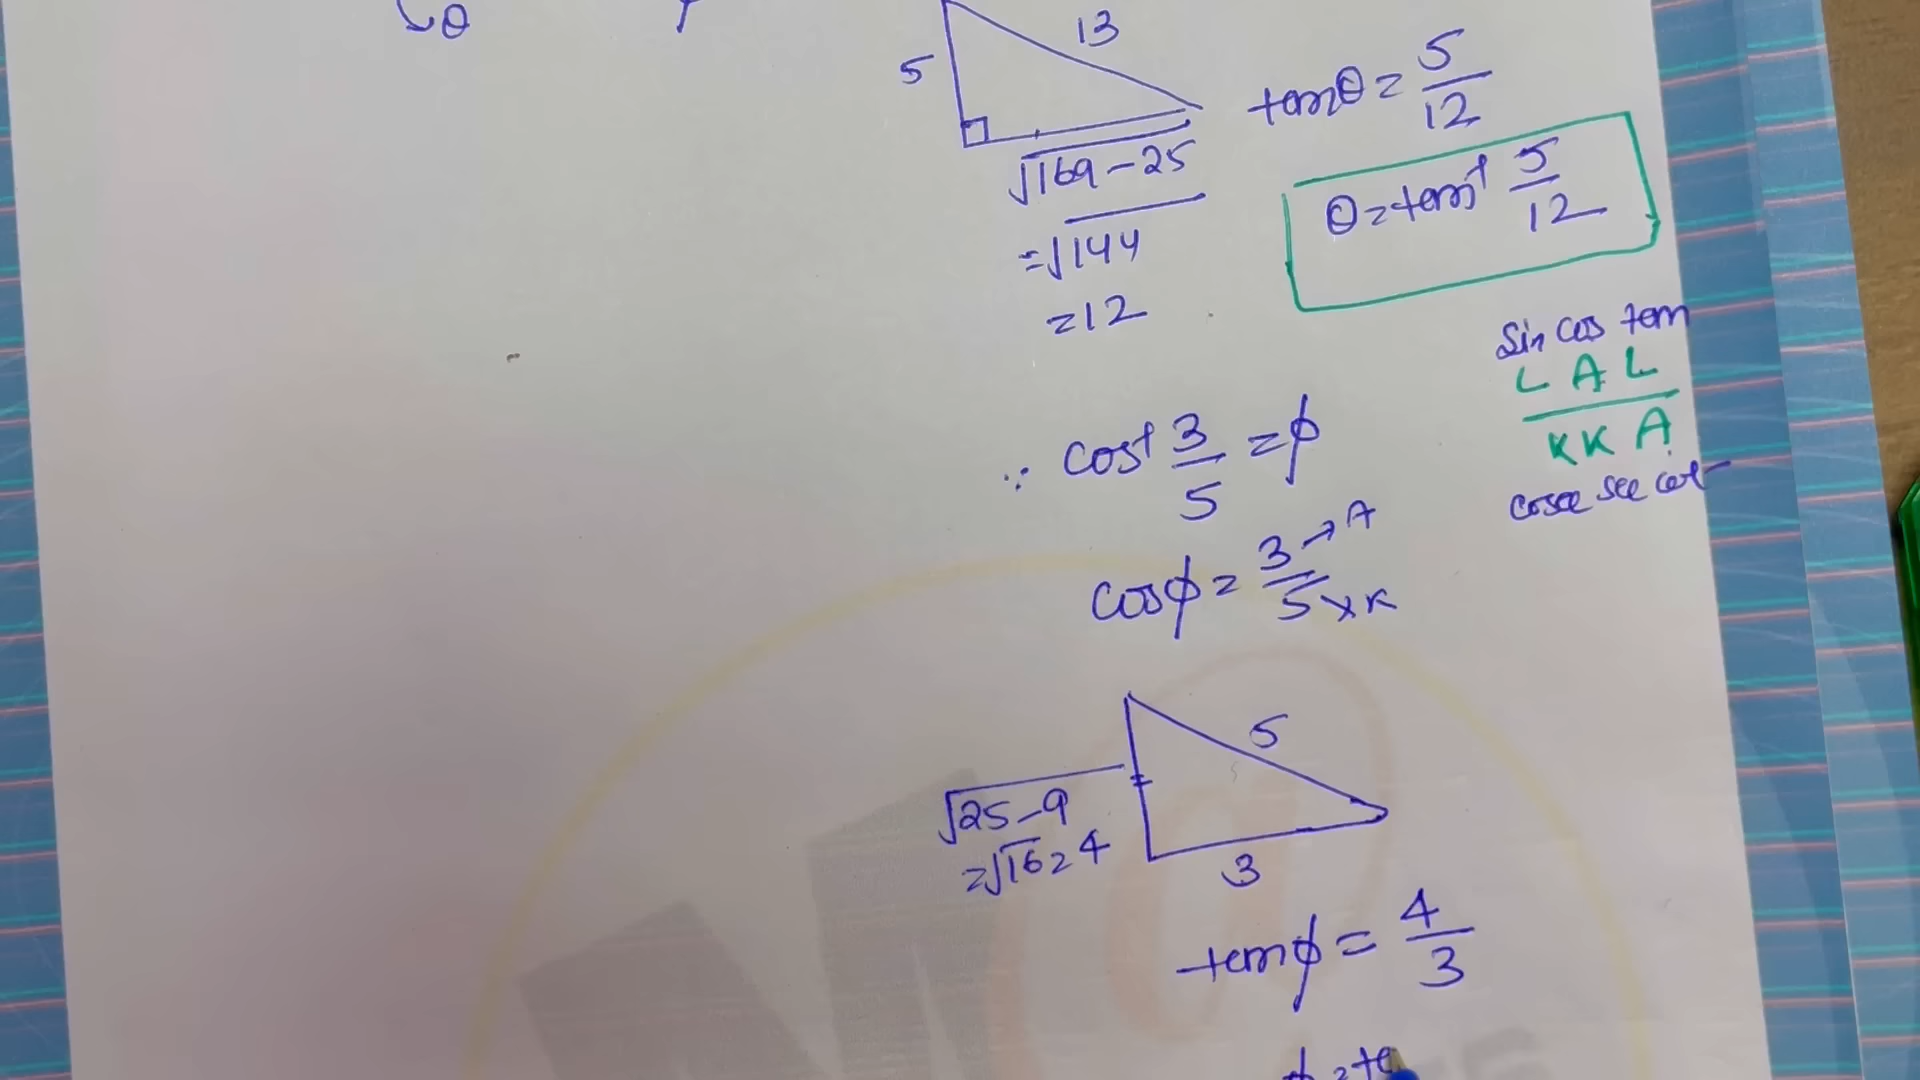 θ
5
13
√169-25
=√144
=12
tanθ = 5/12
θ = tan⁻¹ 5/12
Sin Cos tan
L A L
K K A
cosec sec cot
∵ cos⁻¹ 3/5 = ϕ
cosϕ = 3/5 → A
K
5
√25-9
=√16 = 4
3
tanϕ = 4/3